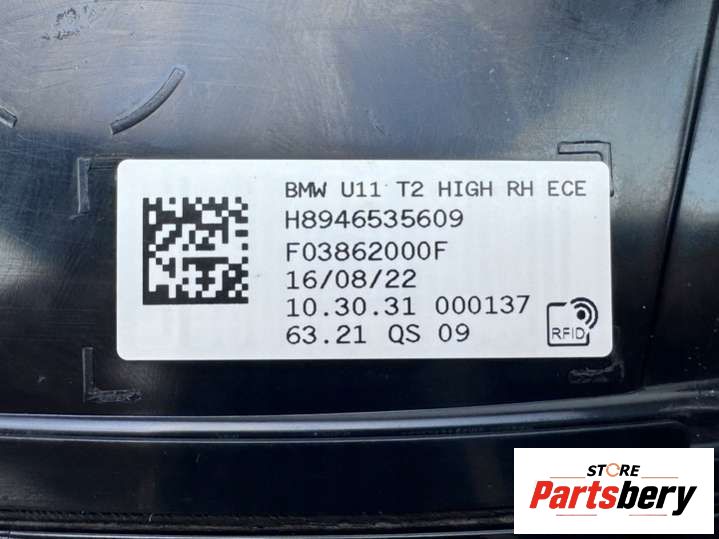 BMW U11 T2 HIGH RH ECE
H8946535609
F03862000F
16/08/22
10.30.31 000137
63.21 QS 09
RFID
STORE
Partsbery